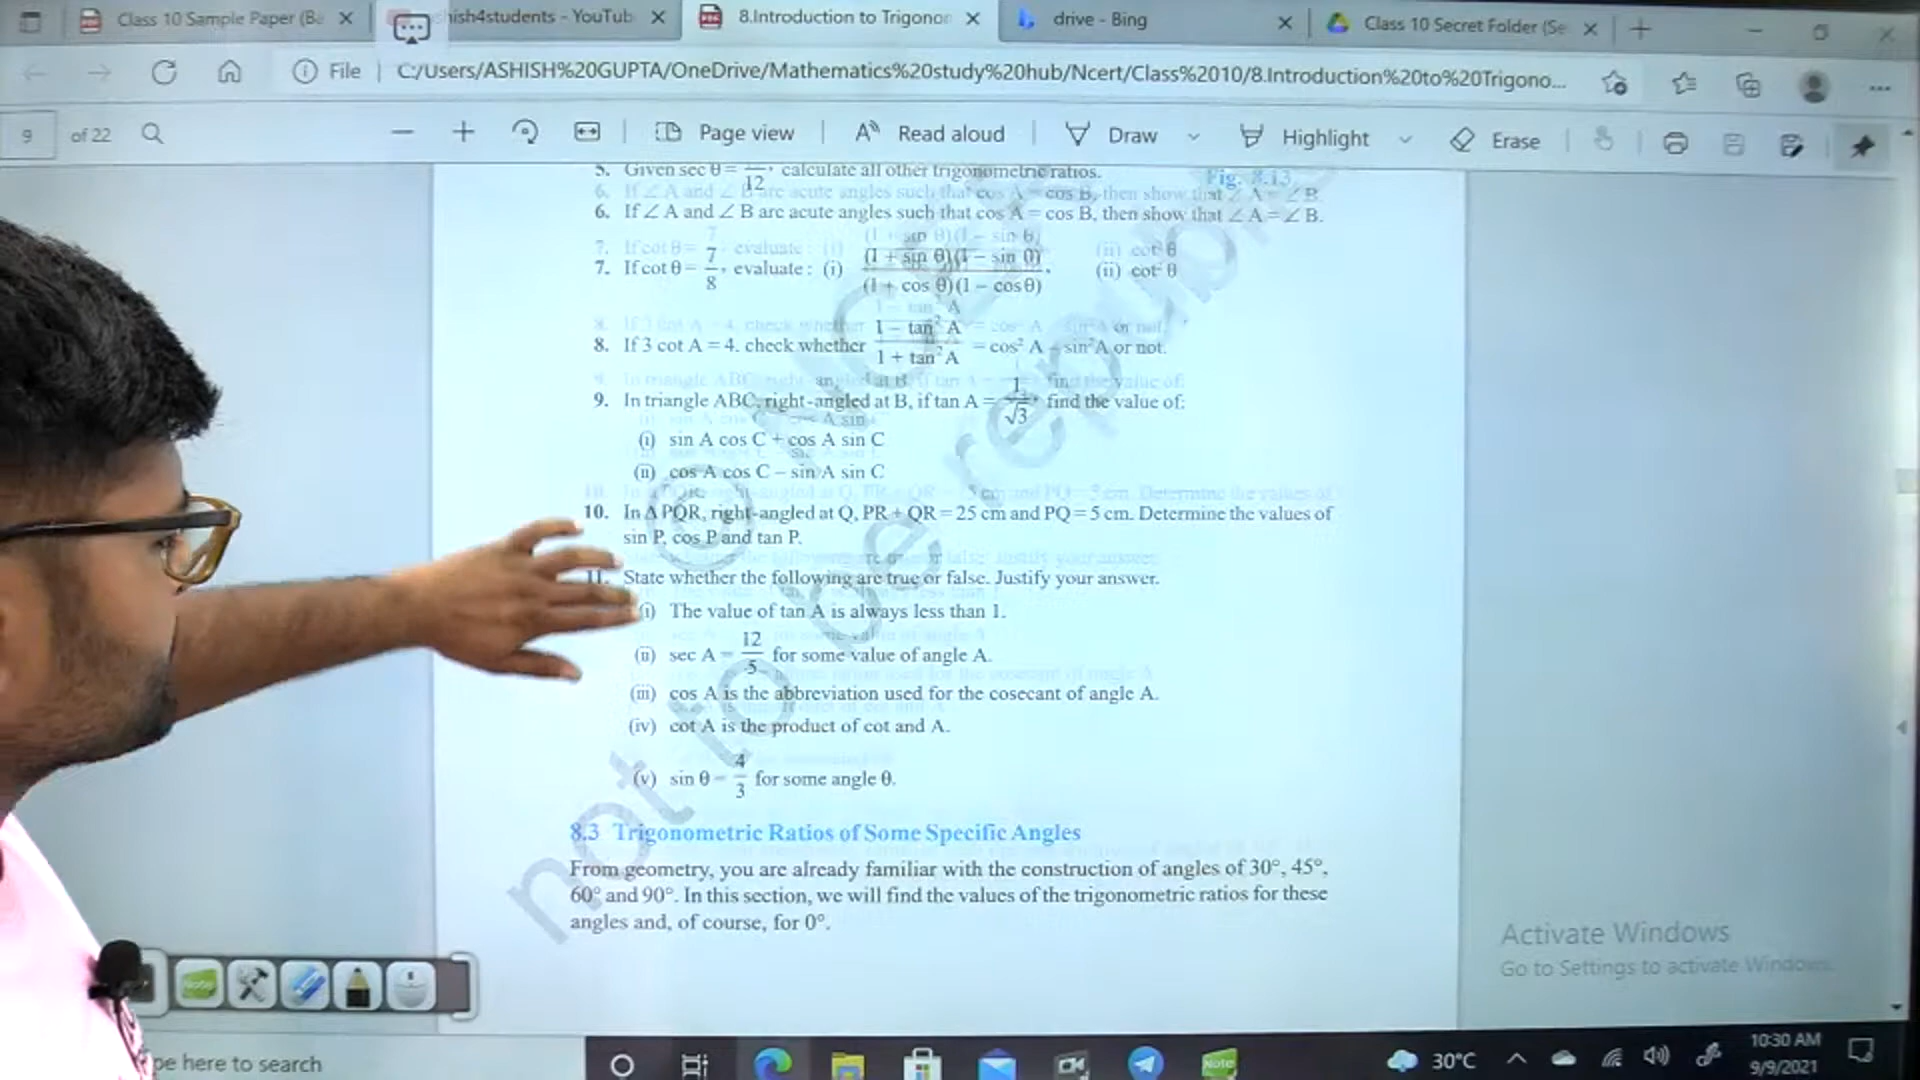 Class 10 Sample Paper (Ba
hish4students - YouTub
8.Introduction to Trigonor
drive - Bing
Class 10 Secret Folder (Se
File
C:/Users/ASHISH%20GUPTA/OneDrive/Mathematics%20study%20hub/Ncert/Class%2010/8.Introduction%20to%20Trigono...
9 of 22
Page view
Read aloud
Draw
Highlight
Erase
5. Given sec θ = /12, calculate all other trigonometric ratios.
Fig. 8.13
6. If ∠ A and ∠ B are acute angles such that cos A = cos B, then show that ∠ A = ∠ B.
7. If cot θ = 7/8, evaluate : (i) (1 + sin θ)(1 − sin θ)/(1 + cos θ)(1 − cos θ), (ii) cot² θ
8. If 3 cot A = 4, check whether 1 − tan² A/1 + tan² A = cos² A − sin² A or not.
9. In triangle ABC, right-angled at B, if tan A = 1/√3, find the value of:
(i) sin A cos C + cos A sin C
(ii) cos A cos C − sin A sin C
10. In Δ PQR, right-angled at Q, PR + QR = 25 cm and PQ = 5 cm. Determine the values of
sin P, cos P and tan P.
11. State whether the following are true or false. Justify your answer.
(i) The value of tan A is always less than 1.
(ii) sec A = 12/5 for some value of angle A.
(iii) cos A is the abbreviation used for the cosecant of angle A.
(iv) cot A is the product of cot and A.
(v) sin θ = 4/3 for some angle θ.
8.3 Trigonometric Ratios of Some Specific Angles
From geometry, you are already familiar with the construction of angles of 30°, 45°,
60° and 90°. In this section, we will find the values of the trigonometric ratios for these
angles and, of course, for 0°.
not to be republ
Activate Windows
Go to Settings to activate Windows.
Note
pe here to search
Note
30°C
10:30 AM
9/9/2021